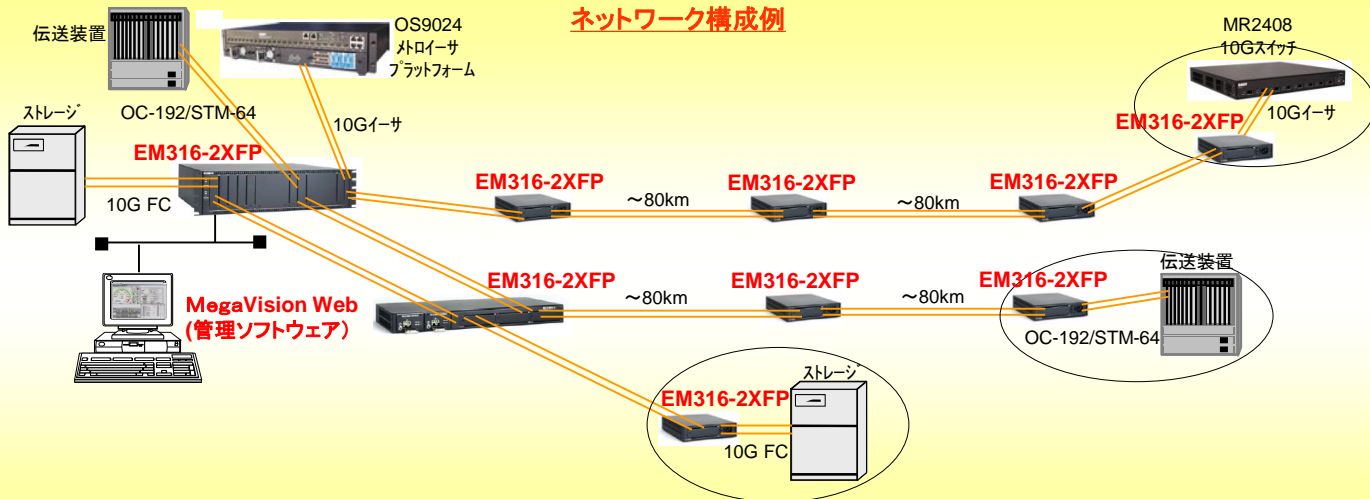 ネットワーク構成例
伝送装置
OS9024
メトロイーサ
プラットフォーム
MR2408
10Gスイッチ
ストレージ
OC-192/STM-64
10Gイーサ
10Gイーサ
EM316-2XFP
EM316-2XFP
10G FC
EM316-2XFP
EM316-2XFP
EM316-2XFP
～80km
～80km
MegaVision Web
(管理ソフトウェア)
EM316-2XFP
EM316-2XFP
EM316-2XFP
伝送装置
～80km
～80km
OC-192/STM-64
ストレージ
EM316-2XFP
10G FC